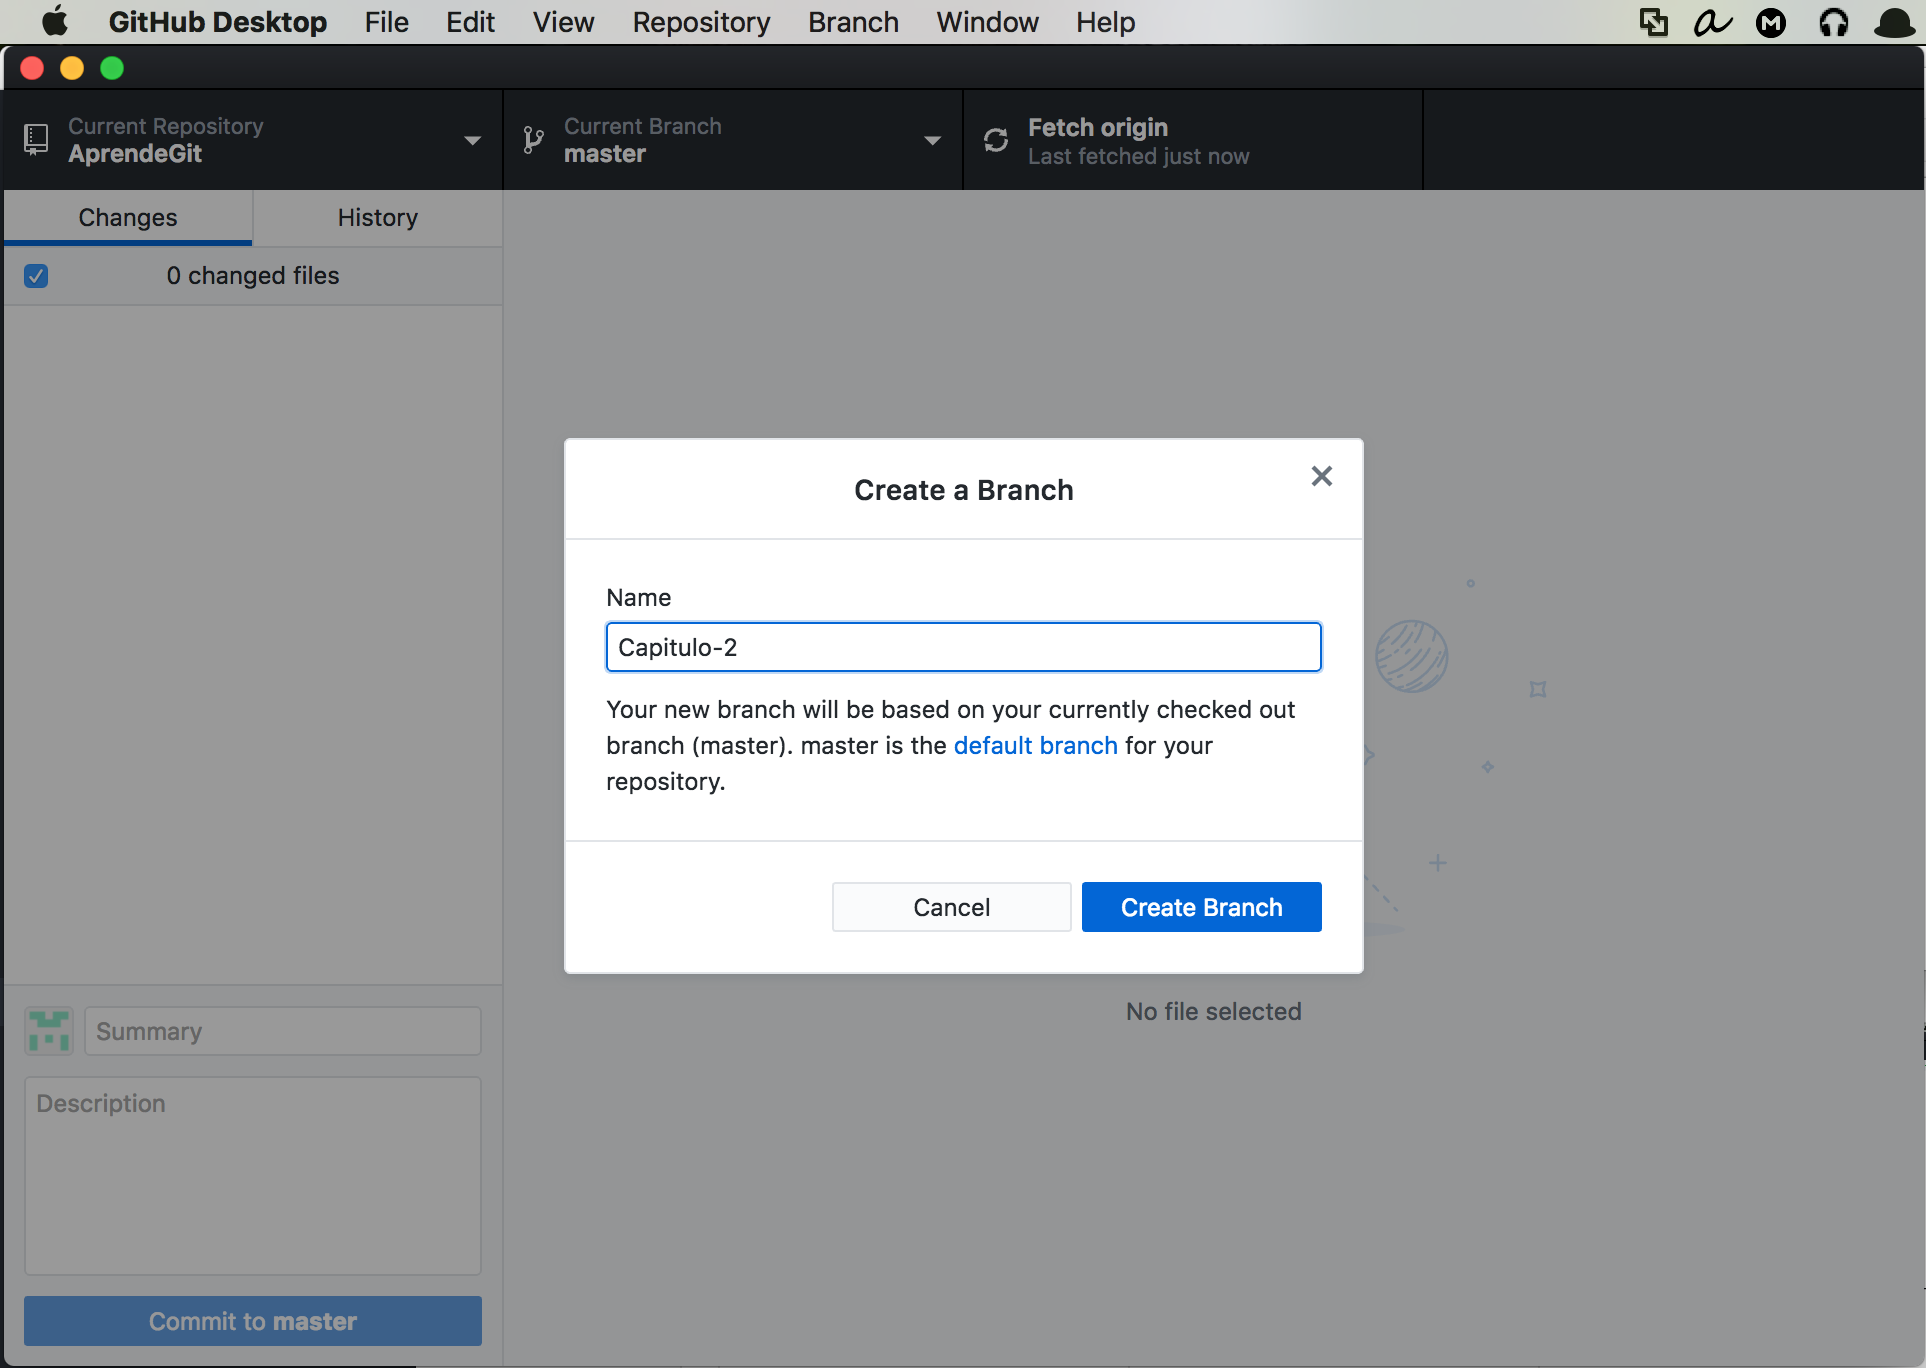 GitHub Desktop File Edit View Repository Branch Window Help
Current Repository
AprendeGit
Current Branch
master
Fetch origin
Last fetched just now
Changes History
0 changed files
Create a Branch
Name
Capitulo-2
Your new branch will be based on your currently checked out
branch (master). master is the default branch for your
repository.
Cancel Create Branch
No file selected
Summary
Description
Commit to master